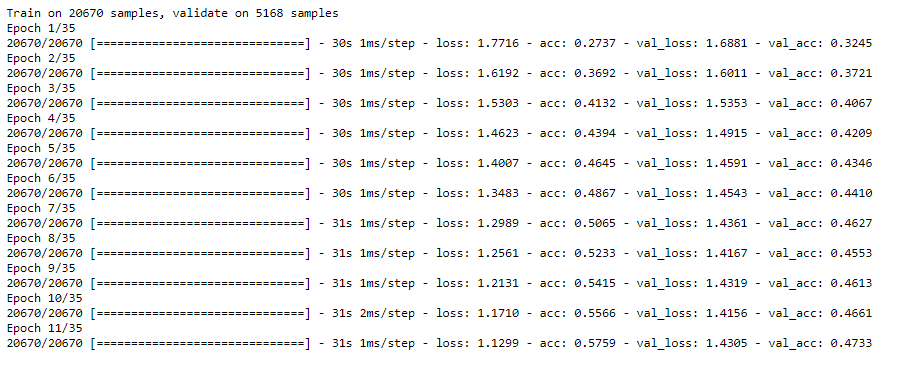 Train on 20670 samples, validate on 5168 samples
Epoch 1/35
20670/20670 [==============================] - 30s 1ms/step - loss: 1.7716 - acc: 0.2737 - val_loss: 1.6881 - val_acc: 0.3245
Epoch 2/35
20670/20670 [==============================] - 30s 1ms/step - loss: 1.6192 - acc: 0.3692 - val_loss: 1.6011 - val_acc: 0.3721
Epoch 3/35
20670/20670 [==============================] - 30s 1ms/step - loss: 1.5303 - acc: 0.4132 - val_loss: 1.5353 - val_acc: 0.4067
Epoch 4/35
20670/20670 [==============================] - 30s 1ms/step - loss: 1.4623 - acc: 0.4394 - val_loss: 1.4915 - val_acc: 0.4209
Epoch 5/35
20670/20670 [==============================] - 30s 1ms/step - loss: 1.4007 - acc: 0.4645 - val_loss: 1.4591 - val_acc: 0.4346
Epoch 6/35
20670/20670 [==============================] - 30s 1ms/step - loss: 1.3483 - acc: 0.4867 - val_loss: 1.4543 - val_acc: 0.4410
Epoch 7/35
20670/20670 [==============================] - 31s 1ms/step - loss: 1.2989 - acc: 0.5065 - val_loss: 1.4361 - val_acc: 0.4627
Epoch 8/35
20670/20670 [==============================] - 31s 1ms/step - loss: 1.2561 - acc: 0.5233 - val_loss: 1.4167 - val_acc: 0.4553
Epoch 9/35
20670/20670 [==============================] - 31s 1ms/step - loss: 1.2131 - acc: 0.5415 - val_loss: 1.4319 - val_acc: 0.4613
Epoch 10/35
20670/20670 [==============================] - 31s 2ms/step - loss: 1.1710 - acc: 0.5566 - val_loss: 1.4156 - val_acc: 0.4661
Epoch 11/35
20670/20670 [==============================] - 31s 1ms/step - loss: 1.1299 - acc: 0.5759 - val_loss: 1.4305 - val_acc: 0.4733